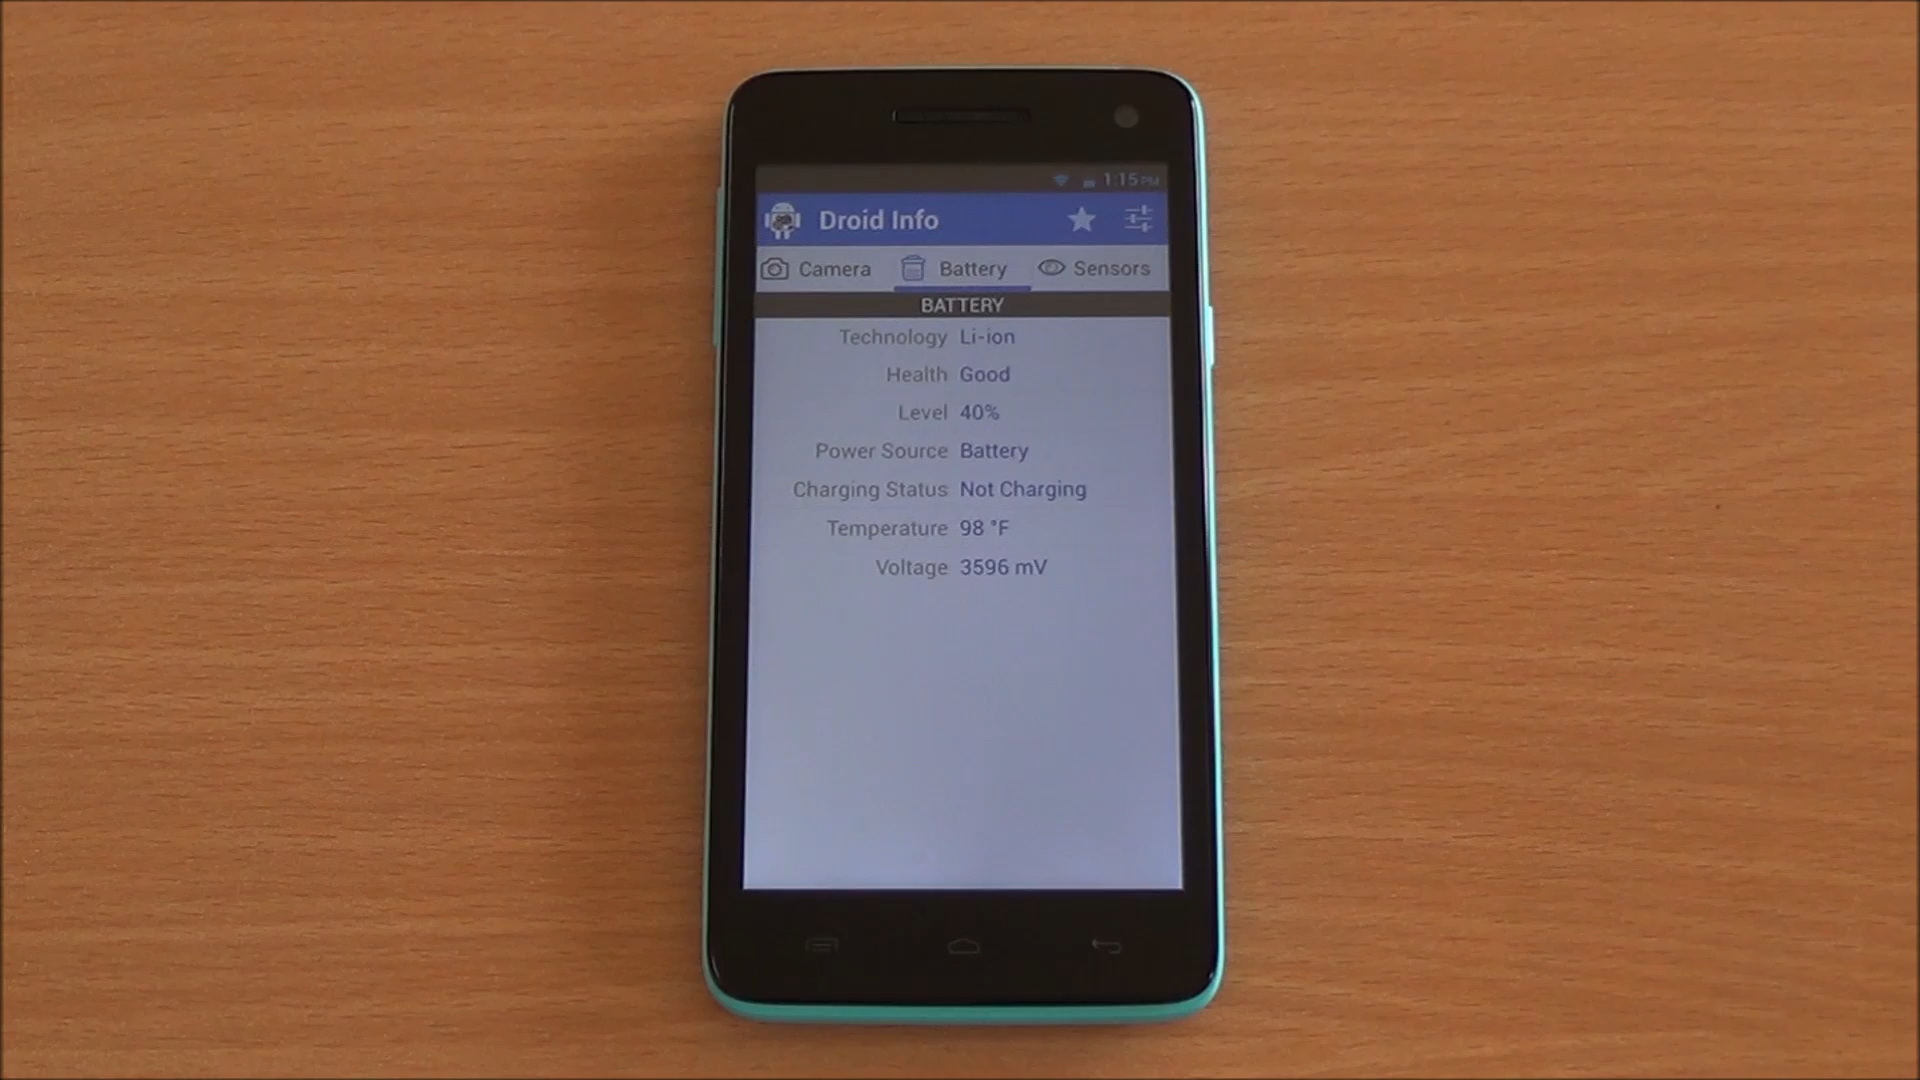 1:15 PM
Droid Info
Camera Battery Sensors
BATTERY
Technology Li-ion
Health Good
Level 40%
Power Source Battery
Charging Status Not Charging
Temperature 98 °F
Voltage 3596 mV